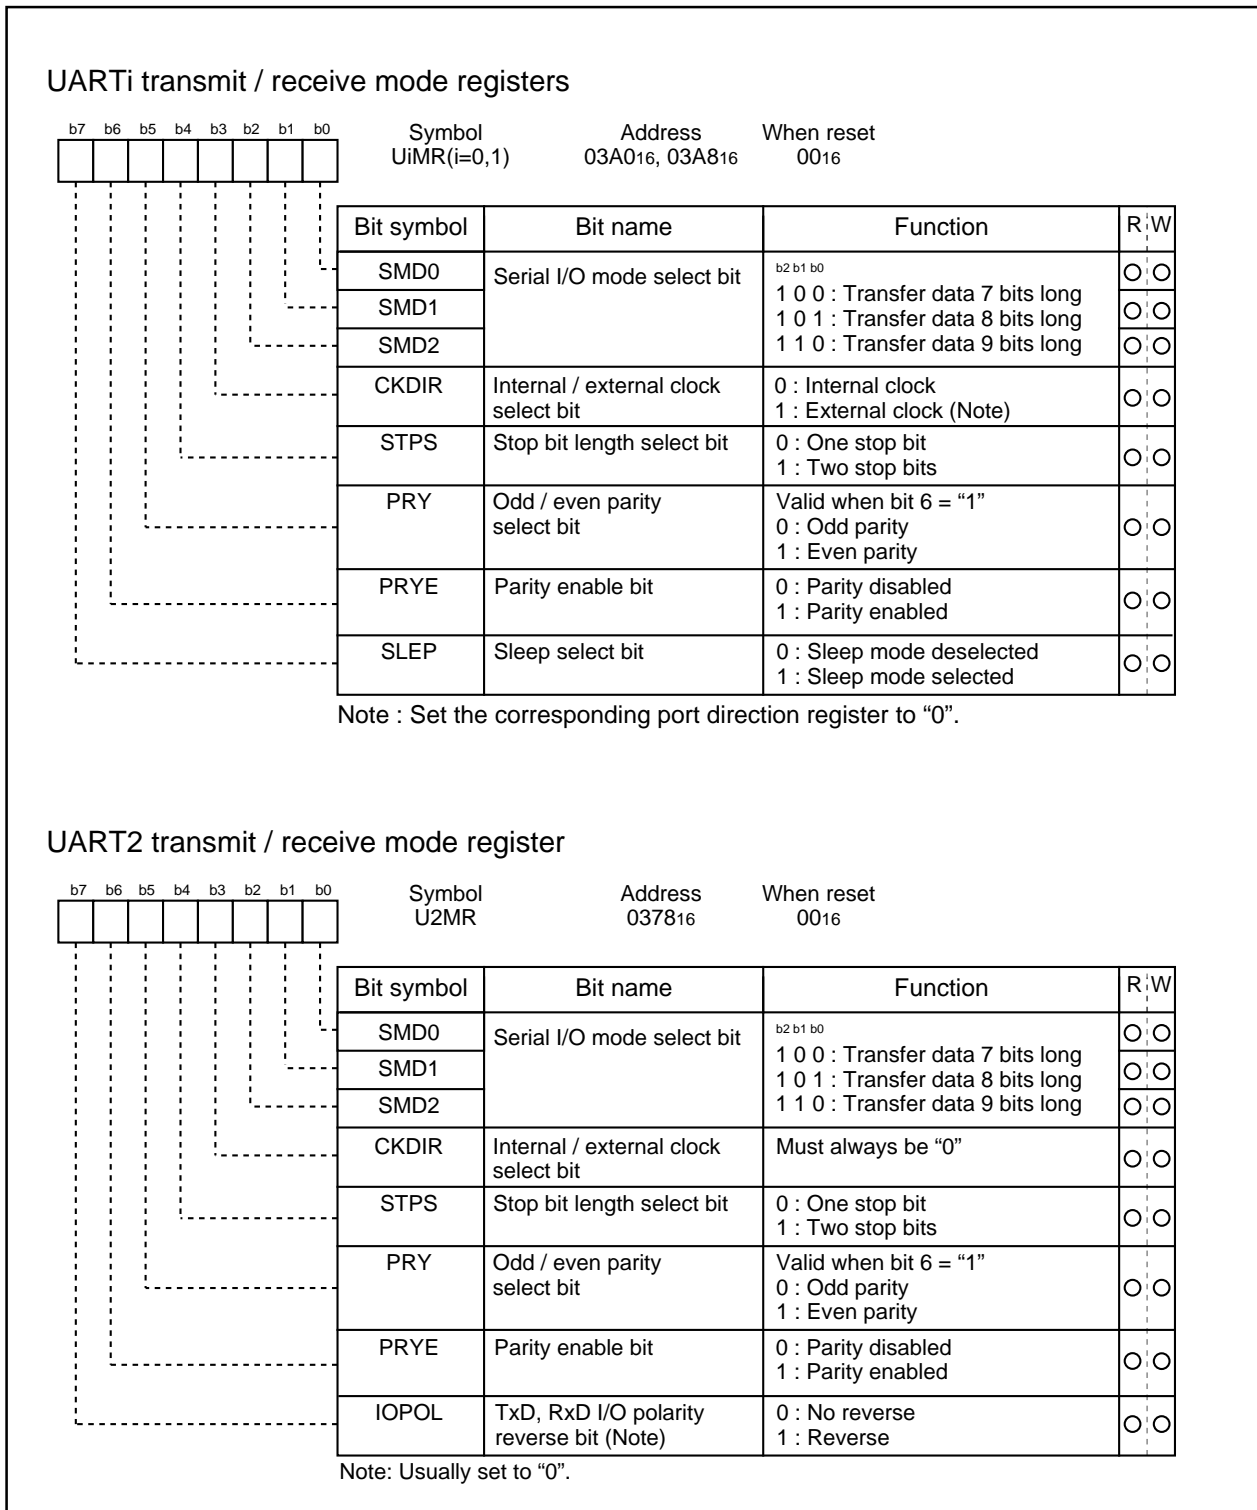 UARTi transmit / receive mode registers
b7 b6 b5 b4 b3 b2 b1 b0
Symbol Address When reset
UiMR(i=0,1) 03A016, 03A816 0016
Bit symbol Bit name Function R W
SMD0 Serial I/O mode select bit b2 b1 b0
1 0 0 : Transfer data 7 bits long
SMD1 1 0 1 : Transfer data 8 bits long
SMD2 1 1 0 : Transfer data 9 bits long
CKDIR Internal / external clock 0 : Internal clock
select bit 1 : External clock (Note)
STPS Stop bit length select bit 0 : One stop bit
1 : Two stop bits
PRY Odd / even parity Valid when bit 6 = “1”
select bit 0 : Odd parity
1 : Even parity
PRYE Parity enable bit 0 : Parity disabled
1 : Parity enabled
SLEP Sleep select bit 0 : Sleep mode deselected
1 : Sleep mode selected
Note : Set the corresponding port direction register to “0”.
UART2 transmit / receive mode register
b7 b6 b5 b4 b3 b2 b1 b0
Symbol Address When reset
U2MR 037816 0016
Bit symbol Bit name Function R W
SMD0 Serial I/O mode select bit b2 b1 b0
1 0 0 : Transfer data 7 bits long
SMD1 1 0 1 : Transfer data 8 bits long
SMD2 1 1 0 : Transfer data 9 bits long
CKDIR Internal / external clock Must always be “0”
select bit
STPS Stop bit length select bit 0 : One stop bit
1 : Two stop bits
PRY Odd / even parity Valid when bit 6 = “1”
select bit 0 : Odd parity
1 : Even parity
PRYE Parity enable bit 0 : Parity disabled
1 : Parity enabled
IOPOL TxD, RxD I/O polarity 0 : No reverse
reverse bit (Note) 1 : Reverse
Note: Usually set to “0”.